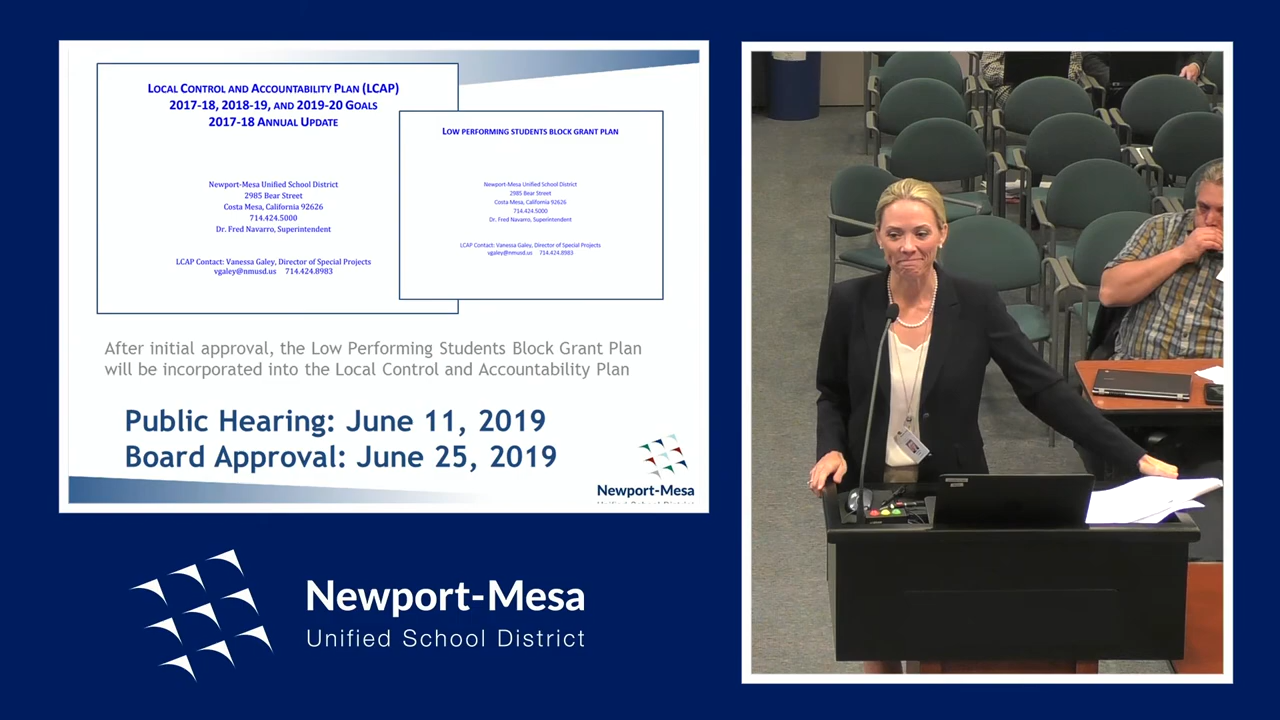 LOCAL CONTROL AND ACCOUNTABILITY PLAN (LCAP)
2017-18, 2018-19, AND 2019-20 GOALS
2017-18 ANNUAL UPDATE
Newport-Mesa Unified School District
2985 Bear Street
Costa Mesa, California 92626
714.424.5000
Dr. Fred Navarro, Superintendent
LCAP Contact: Vanessa Galey, Director of Special Projects
vgaley@nmusd.us 714.424.8983
LOW PERFORMING STUDENTS BLOCK GRANT PLAN
Newport-Mesa Unified School District
2985 Bear Street
Costa Mesa, California 92626
714.424.5000
Dr. Fred Navarro, Superintendent
LCAP Contact: Vanessa Galey, Director of Special Projects
vgaley@nmusd.us 714.424.8983
After initial approval, the Low Performing Students Block Grant Plan
will be incorporated into the Local Control and Accountability Plan
Public Hearing: June 11, 2019
Board Approval: June 25, 2019
Newport-Mesa
Unified School District
Newport-Mesa
Unified School District